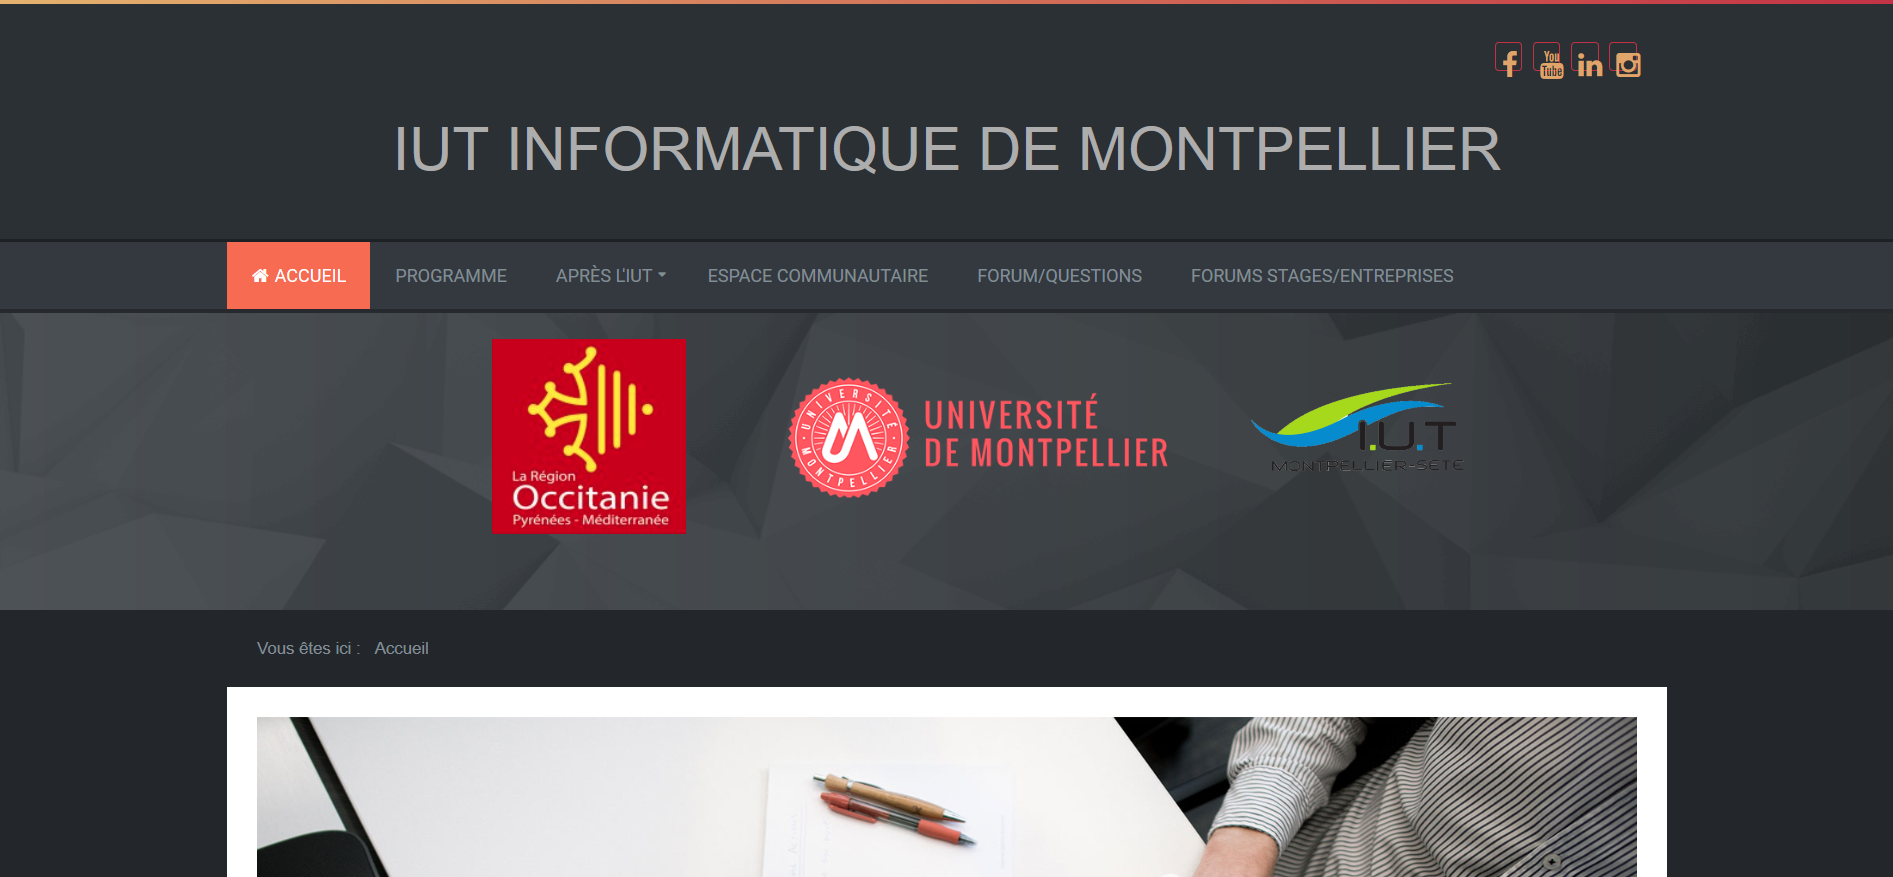 You
Tube
in
IUT INFORMATIQUE DE MONTPELLIER
ACCUEIL PROGRAMME APRÈS L'IUT ESPACE COMMUNAUTAIRE FORUM/QUESTIONS FORUMS STAGES/ENTREPRISES
La Région
Occitanie
Pyrénées - Méditerranée
UNIVERSITÉ
MONTPELLIER
UNIVERSITÉ
DE MONTPELLIER
I.U.T
MONTPELLIER-SETE
Vous êtes ici : Accueil